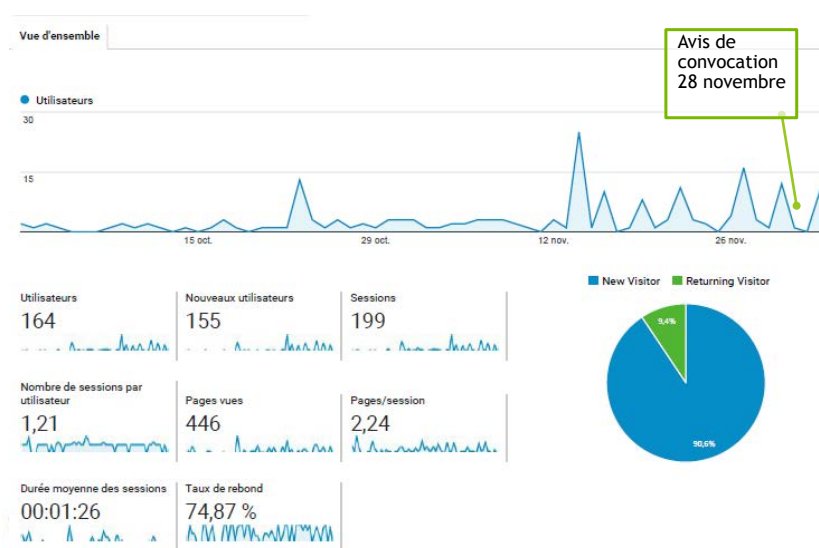 Vue d'ensemble
Avis de
convocation
28 novembre
Utilisateurs
30
15
15 oct.
29 oct.
12 nov.
26 nov.
New Visitor
Returning Visitor
Utilisateurs
164
Nouveaux utilisateurs
155
Sessions
199
9,4%
90,6%
Nombre de sessions par
utilisateur
1,21
Pages vues
446
Pages/session
2,24
Durée moyenne des sessions
00:01:26
Taux de rebond
74,87 %